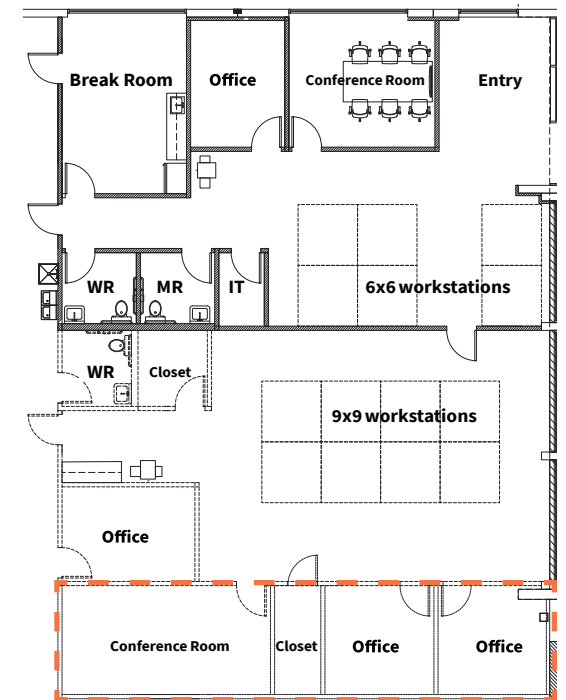 Break Room
Office
Conference Room
Entry
WR
MR
IT
6x6 workstations
WR
Closet
9x9 workstations
Office
Conference Room
Closet
Office
Office